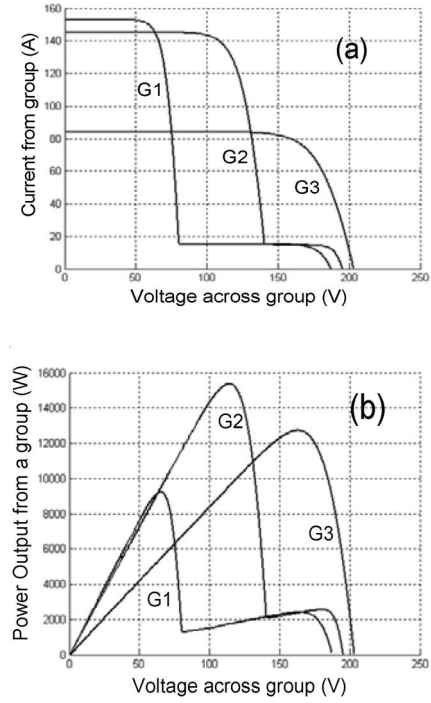 160
140
120
100
80
60
40
20
0
Current from group (A)
(a)
G1
G2
G3
0 50 100 150 200 250
Voltage across group (V)
16000
14000
12000
10000
8000
6000
4000
2000
0
Power Output from a group (W)
(b)
G2
G3
G1
0 50 100 150 200 250
Voltage across group (V)